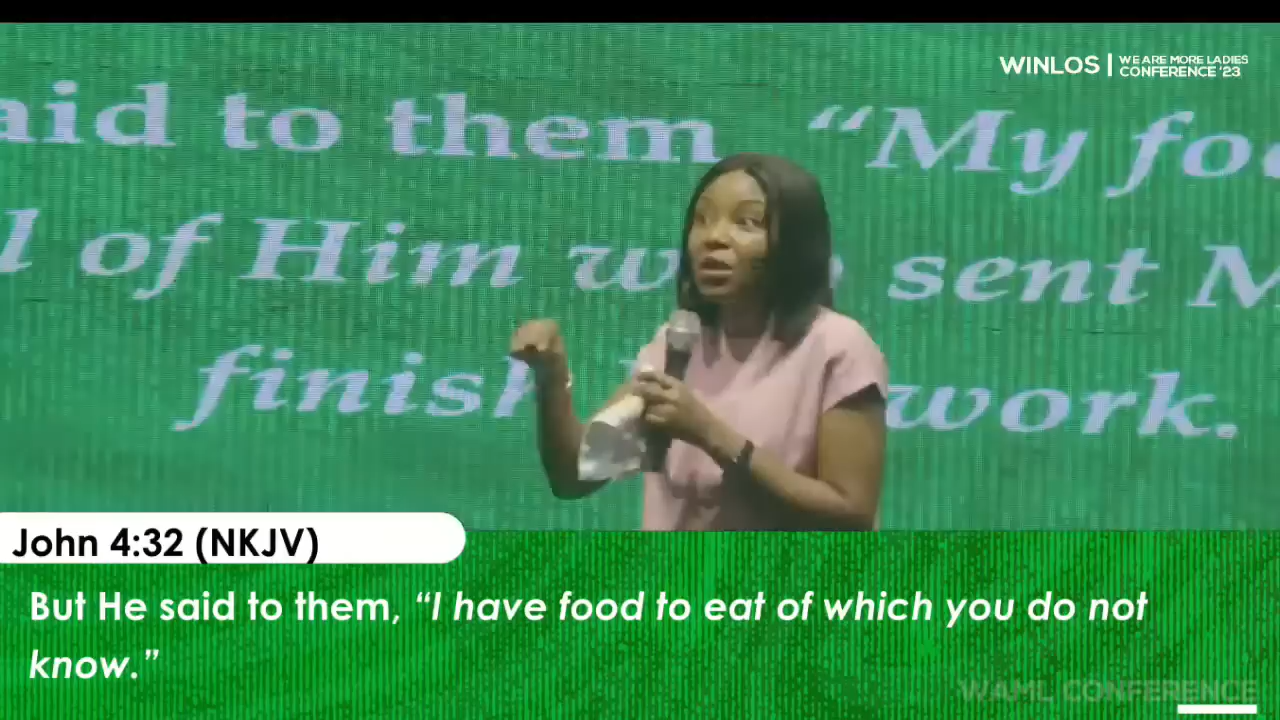 WINLOS | WE ARE MORE LADIES
CONFERENCE '23
aid to them "My foo
l of Him w sent M
finish work.
John 4:32 (NKJV)
But He said to them, “I have food to eat of which you do not
know.”
WAML CONFERENCE